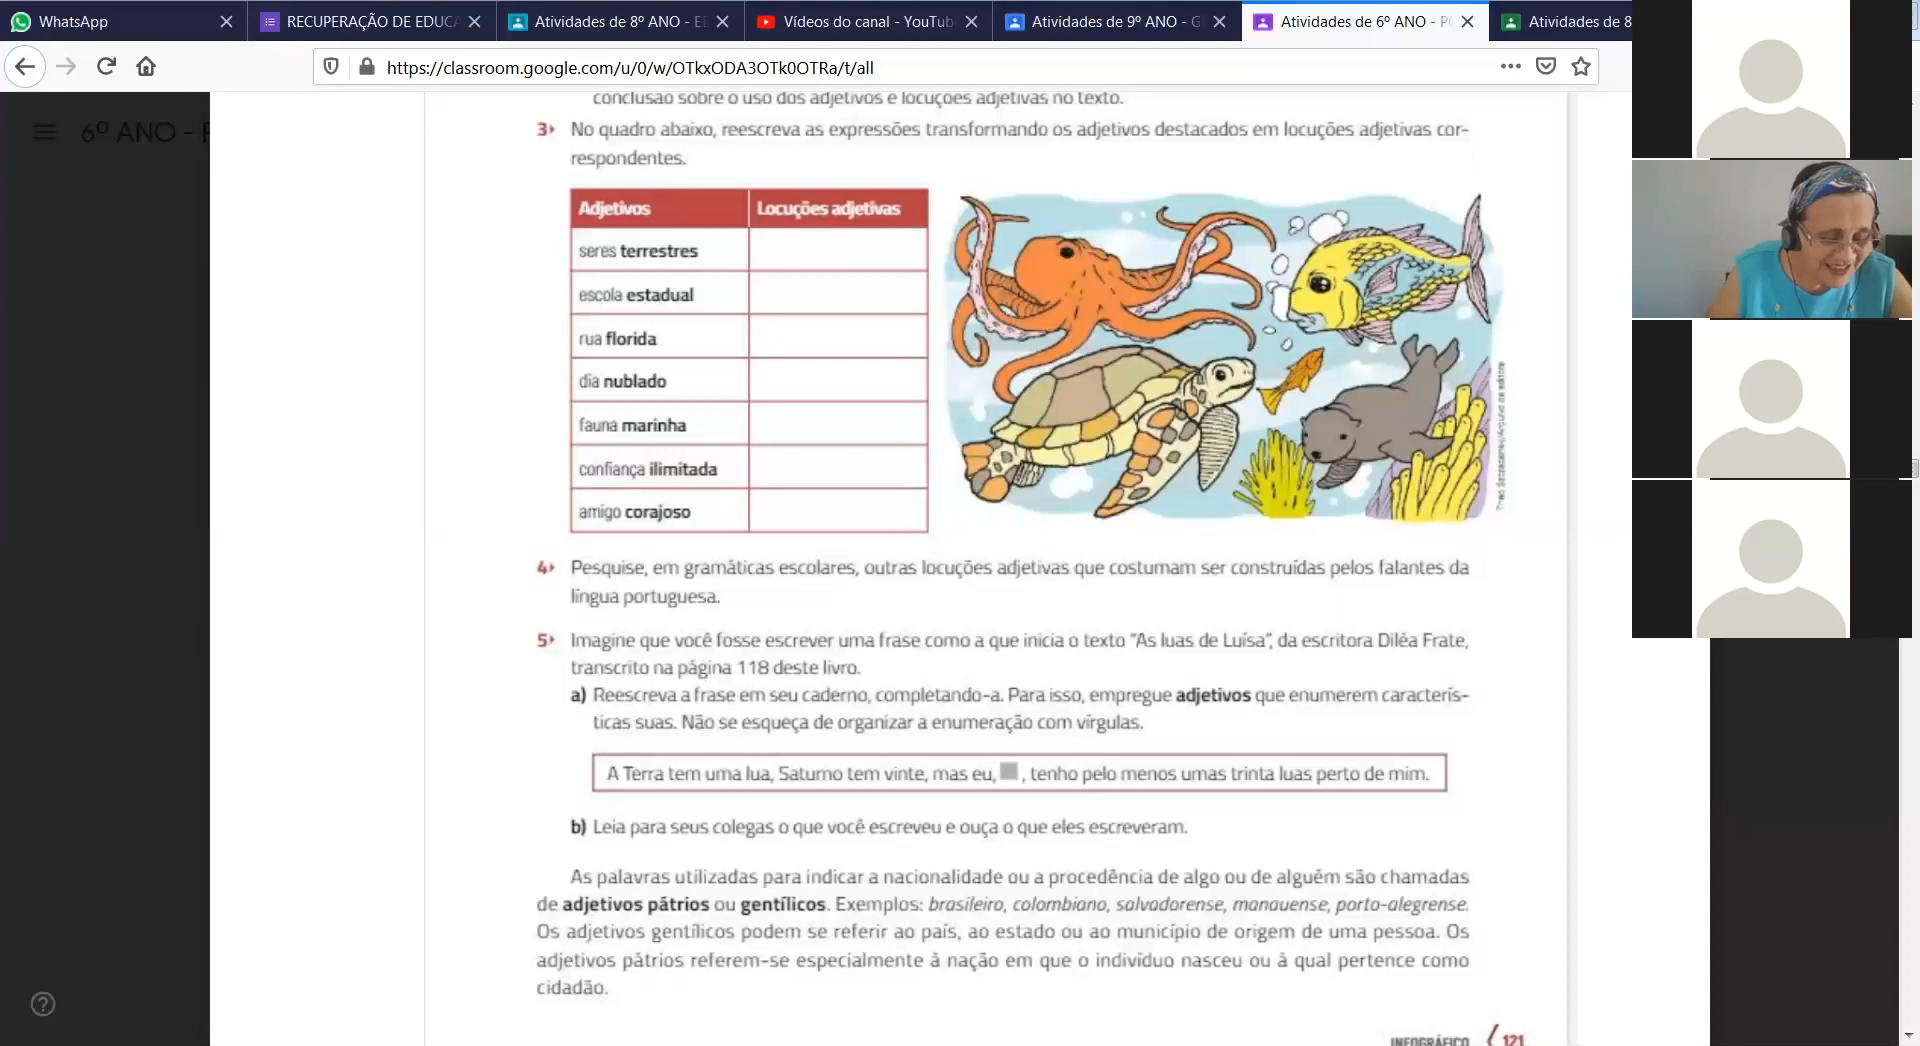 WhatsApp
RECUPERAÇÃO DE EDUCA
Atividades de 8º ANO - E
Vídeos do canal - YouTub
Atividades de 9º ANO - G
Atividades de 6º ANO - P
Atividades de 8
https://classroom.google.com/u/0/w/OTkxODA3OTk0OTRa/t/all
6º ANO - F
conclusão sobre o uso dos adjetivos e locuções adjetivas no texto.
3 No quadro abaixo, reescreva as expressões transformando os adjetivos destacados em locuções adjetivas cor-
respondentes.
Adjetivos Locuções adjetivas
seres terrestres
escola estadual
rua florida
dia nublado
fauna marinha
confiança ilimitada
amigo corajoso
4 Pesquise, em gramáticas escolares, outras locuções adjetivas que costumam ser construídas pelos falantes da
língua portuguesa.
5 Imagine que você fosse escrever uma frase como a que inicia o texto "As luas de Luísa", da escritora Diléa Frate,
transcrito na página 118 deste livro.
a) Reescreva a frase em seu caderno, completando-a. Para isso, empregue adjetivos que enumerem caracterís-
ticas suas. Não se esqueça de organizar a enumeração com vírgulas.
A Terra tem uma lua, Saturno tem vinte, mas eu, , tenho pelo menos umas trinta luas perto de mim.
b) Leia para seus colegas o que você escreveu e ouça o que eles escreveram.
As palavras utilizadas para indicar a nacionalidade ou a procedência de algo ou de alguém são chamadas
de adjetivos pátrios ou gentílicos. Exemplos: brasileiro, colombiano, salvadorense, manauense, porto-alegrense.
Os adjetivos gentílicos podem se referir ao país, ao estado ou ao município de origem de uma pessoa. Os
adjetivos pátrios referem-se especialmente à nação em que o indivíduo nasceu ou à qual pertence como
cidadão.
INFOGRÁFICO 121